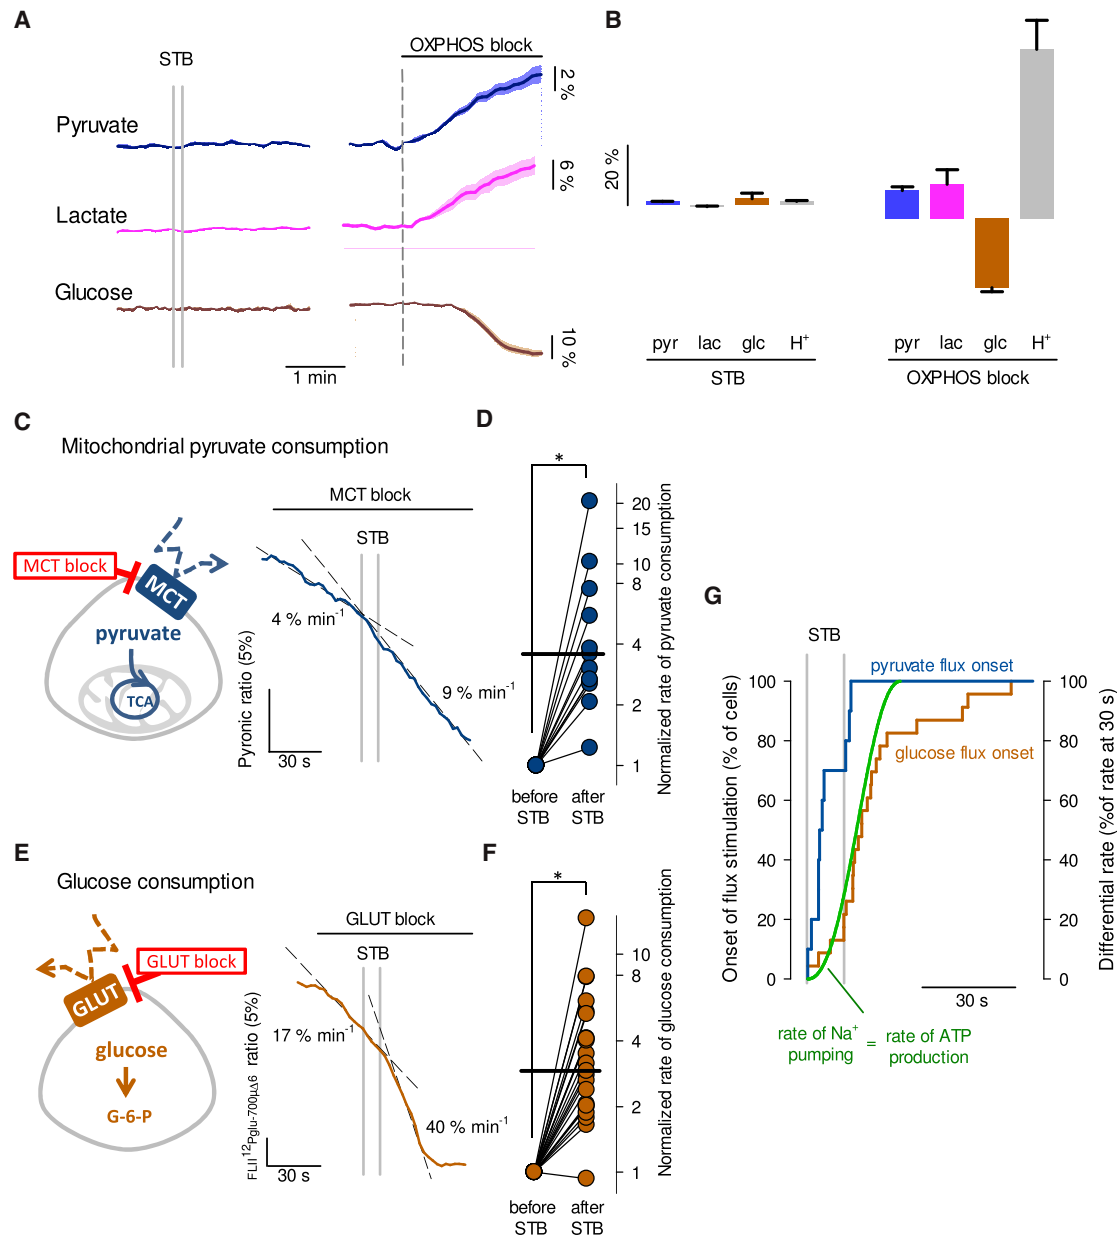 A
STB
OXPHOS block
Pyruvate
2 %
Lactate
6 %
Glucose
10 %
1 min
B
20 %
pyr lac glc H+
STB
pyr lac glc H+
OXPHOS block
C
Mitochondrial pyruvate consumption
MCT block
MCT
pyruvate
TCA
MCT block
STB
4 % min-1
9 % min-1
Pyronic ratio (5%)
30 s
D
*
20
15
10
8
4
2
1
Normalized rate of pyruvate consumption
before
STB
after
STB
E
Glucose consumption
GLUT block
GLUT
glucose
G-6-P
GLUT block
STB
17 % min-1
40 % min-1
FLII12Pglu-700µΔ6 ratio (5%)
30 s
F
*
10
8
4
2
1
Normalized rate of glucose consumption
before
STB
after
STB
G
STB
pyruvate flux onset
glucose flux onset
Onset of flux stimulation (% of cells)
100
80
60
40
20
0
100
80
60
40
20
0
Differential rate (%of rate at 30 s)
30 s
rate of Na+
pumping
=
rate of ATP
production